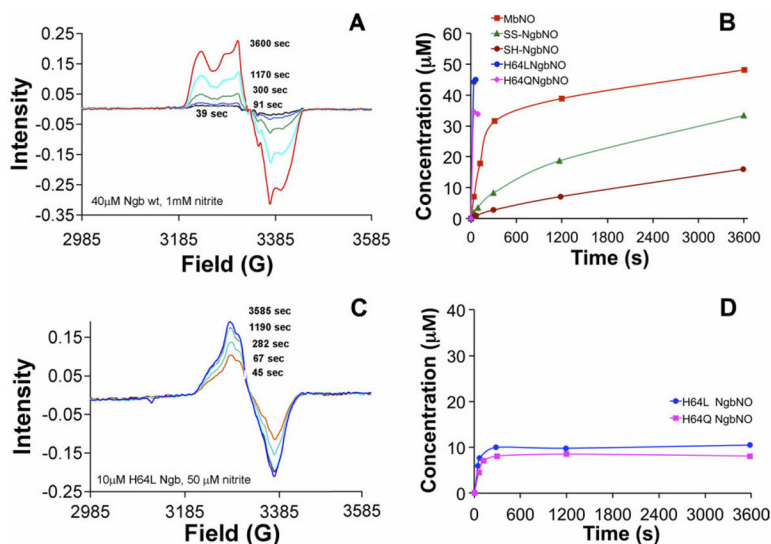 A
0.25
0.15
0.05
-0.05
-0.15
-0.25
-0.35
Intensity
3600 sec
1170 sec
300 sec
91 sec
39 sec
40μM Ngb wt, 1mM nitrite
2985 3185 3385 3585
Field (G)
B
MbNO
SS-NgbNO
SH-NgbNO
H64LNgbNO
H64QNgbNO
60
50
40
30
20
10
0
Concentration (μM)
0 600 1200 1800 2400 3000 3600
Time (s)
C
0.15
0.05
-0.05
-0.15
-0.25
Intensity
3585 sec
1190 sec
282 sec
67 sec
45 sec
10μM H64L Ngb, 50 μM nitrite
2985 3185 3385 3585
Field (G)
D
40
30
20
10
0
Concentration (μM)
H64L NgbNO
H64Q NgbNO
0 600 1200 1800 2400 3000 3600
Time (s)